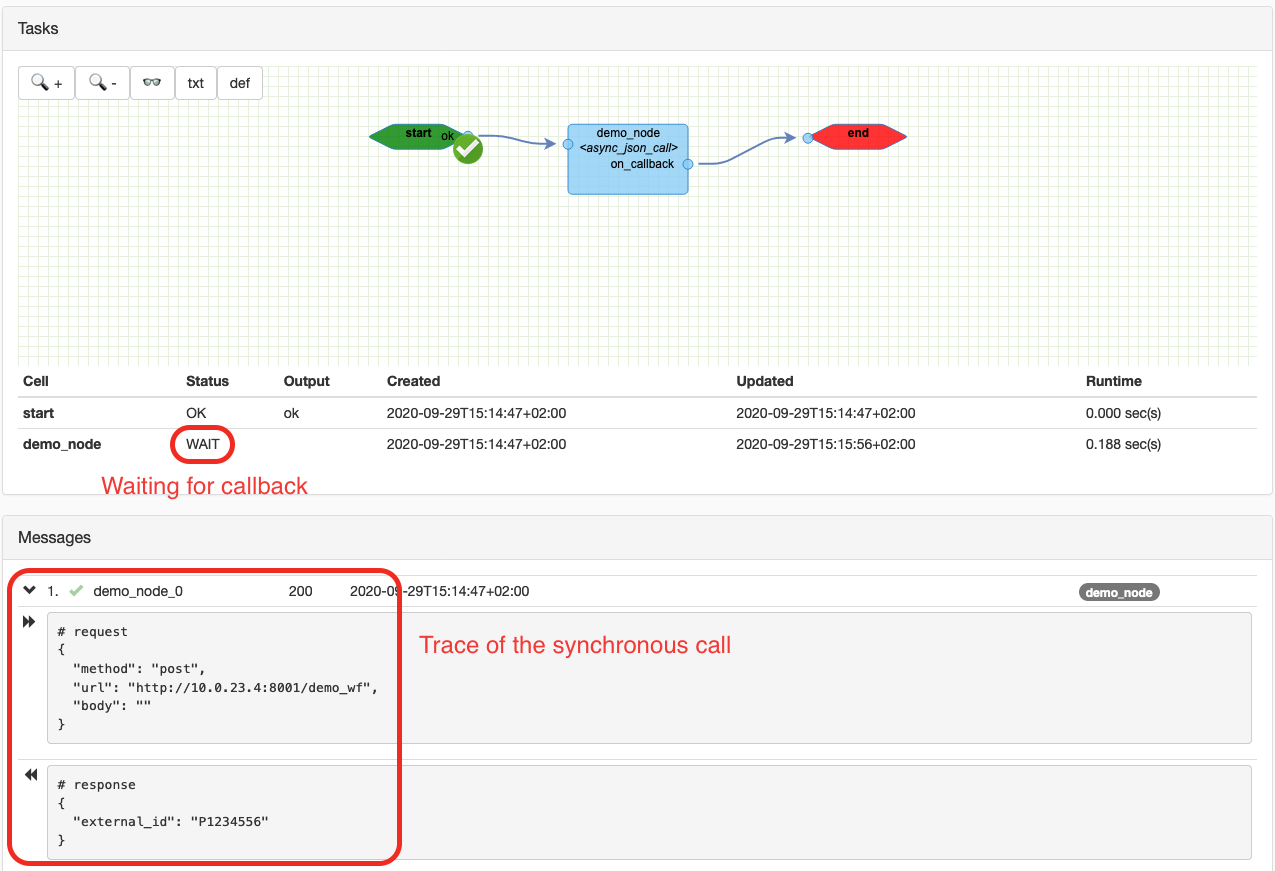 Tasks
+
-
txt
def
start
ok
demo_node
<async_json_call>
on_callback
end
Cell Status Output Created Updated Runtime
start OK ok 2020-09-29T15:14:47+02:00 2020-09-29T15:14:47+02:00 0.000 sec(s)
demo_node WAIT 2020-09-29T15:14:47+02:00 2020-09-29T15:15:56+02:00 0.188 sec(s)
Waiting for callback
Messages
1. demo_node_0 200 2020-09-29T15:14:47+02:00 demo_node
# request
{
"method": "post",
"url": "http://10.0.23.4:8001/demo_wf",
"body": ""
}
Trace of the synchronous call
# response
{
"external_id": "P1234556"
}